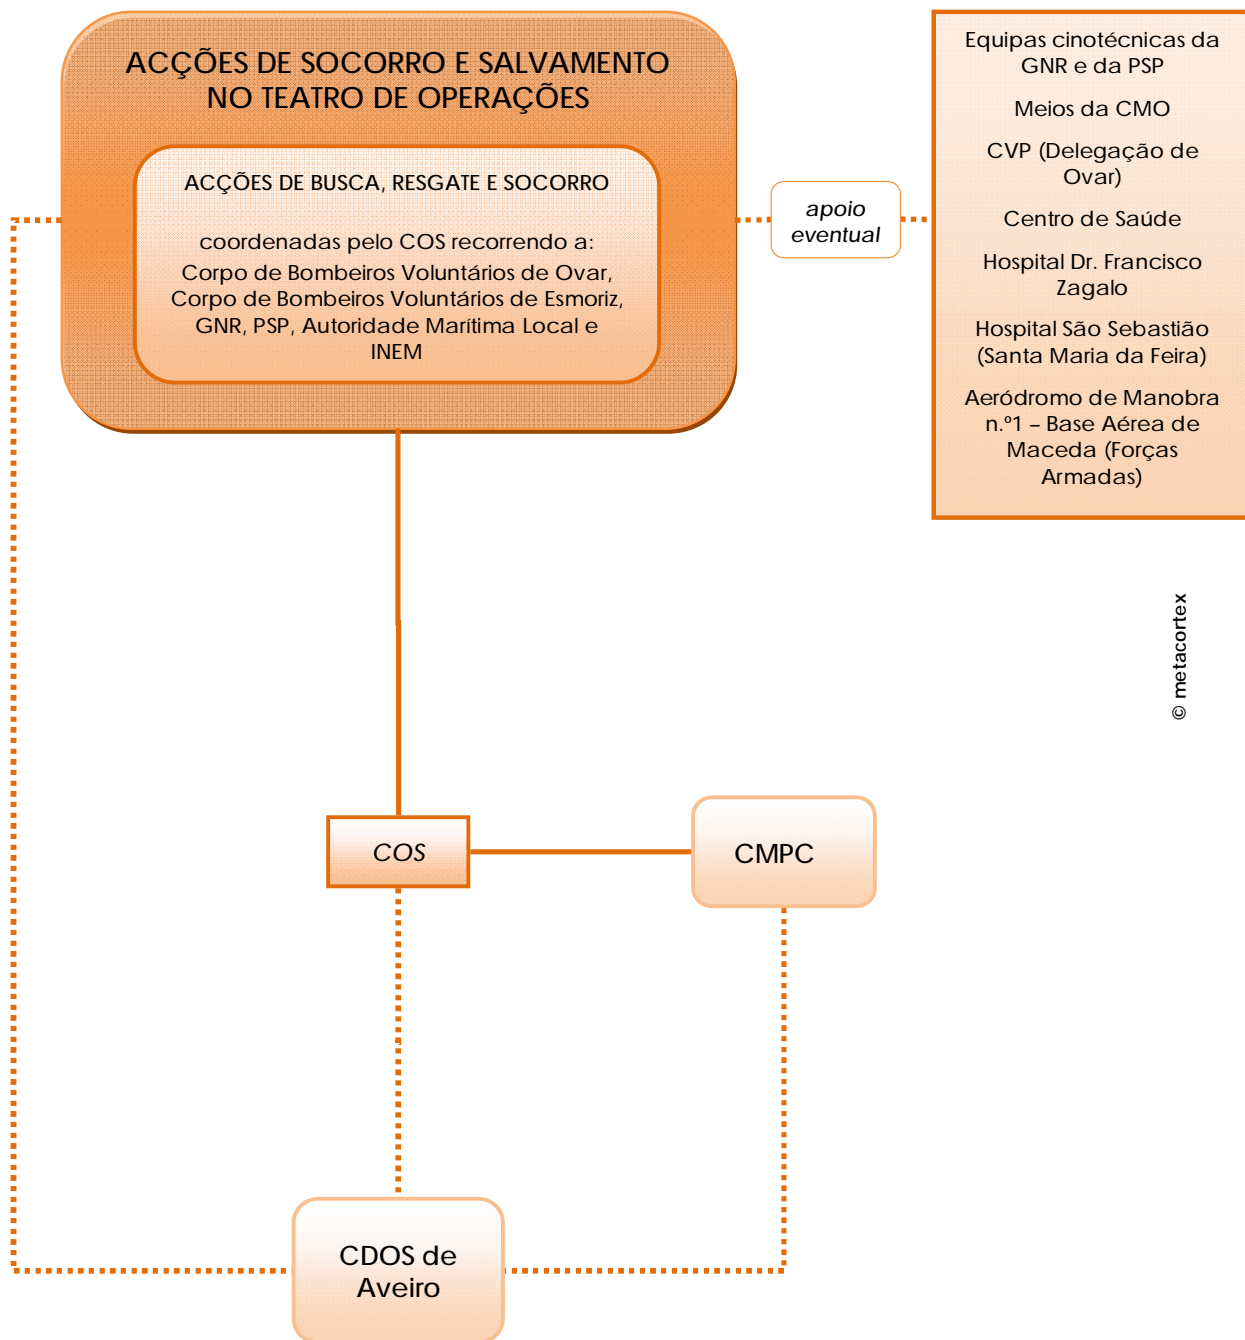 ACÇÕES DE SOCORRO E SALVAMENTO
NO TEATRO DE OPERAÇÕES
ACÇÕES DE BUSCA, RESGATE E SOCORRO
coordenadas pelo COS recorrendo a:
Corpo de Bombeiros Voluntários de Ovar,
Corpo de Bombeiros Voluntários de Esmoriz,
GNR, PSP, Autoridade Marítima Local e
INEM
apoio
eventual
Equipas cinotécnicas da
GNR e da PSP
Meios da CMO
CVP (Delegação de
Ovar)
Centro de Saúde
Hospital Dr. Francisco
Zagalo
Hospital São Sebastião
(Santa Maria da Feira)
Aeródromo de Manobra
n.º1 – Base Aérea de
Maceda (Forças
Armadas)
© metacortex
COS
CMPC
CDOS de
Aveiro